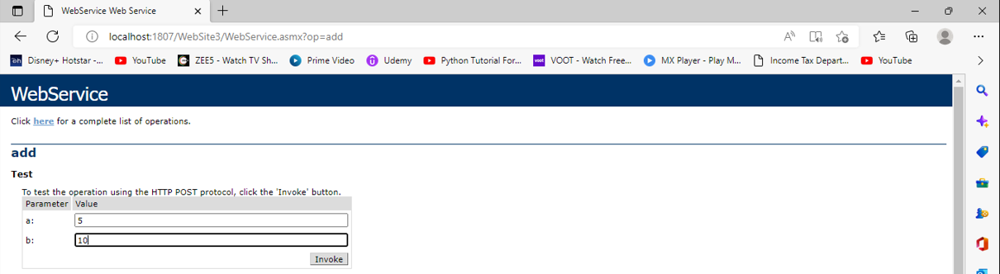 WebService Web Service
localhost:1807/WebSite3/WebService.asmx?op=add
Disney+ Hotstar -... YouTube ZEE5 - Watch TV Sh... Prime Video Udemy Python Tutorial For... VOOT - Watch Free... MX Player - Play M... Income Tax Depart... YouTube
WebService
Click here for a complete list of operations.
add
Test
To test the operation using the HTTP POST protocol, click the 'Invoke' button.
Parameter Value
a: 5
b: 10
Invoke